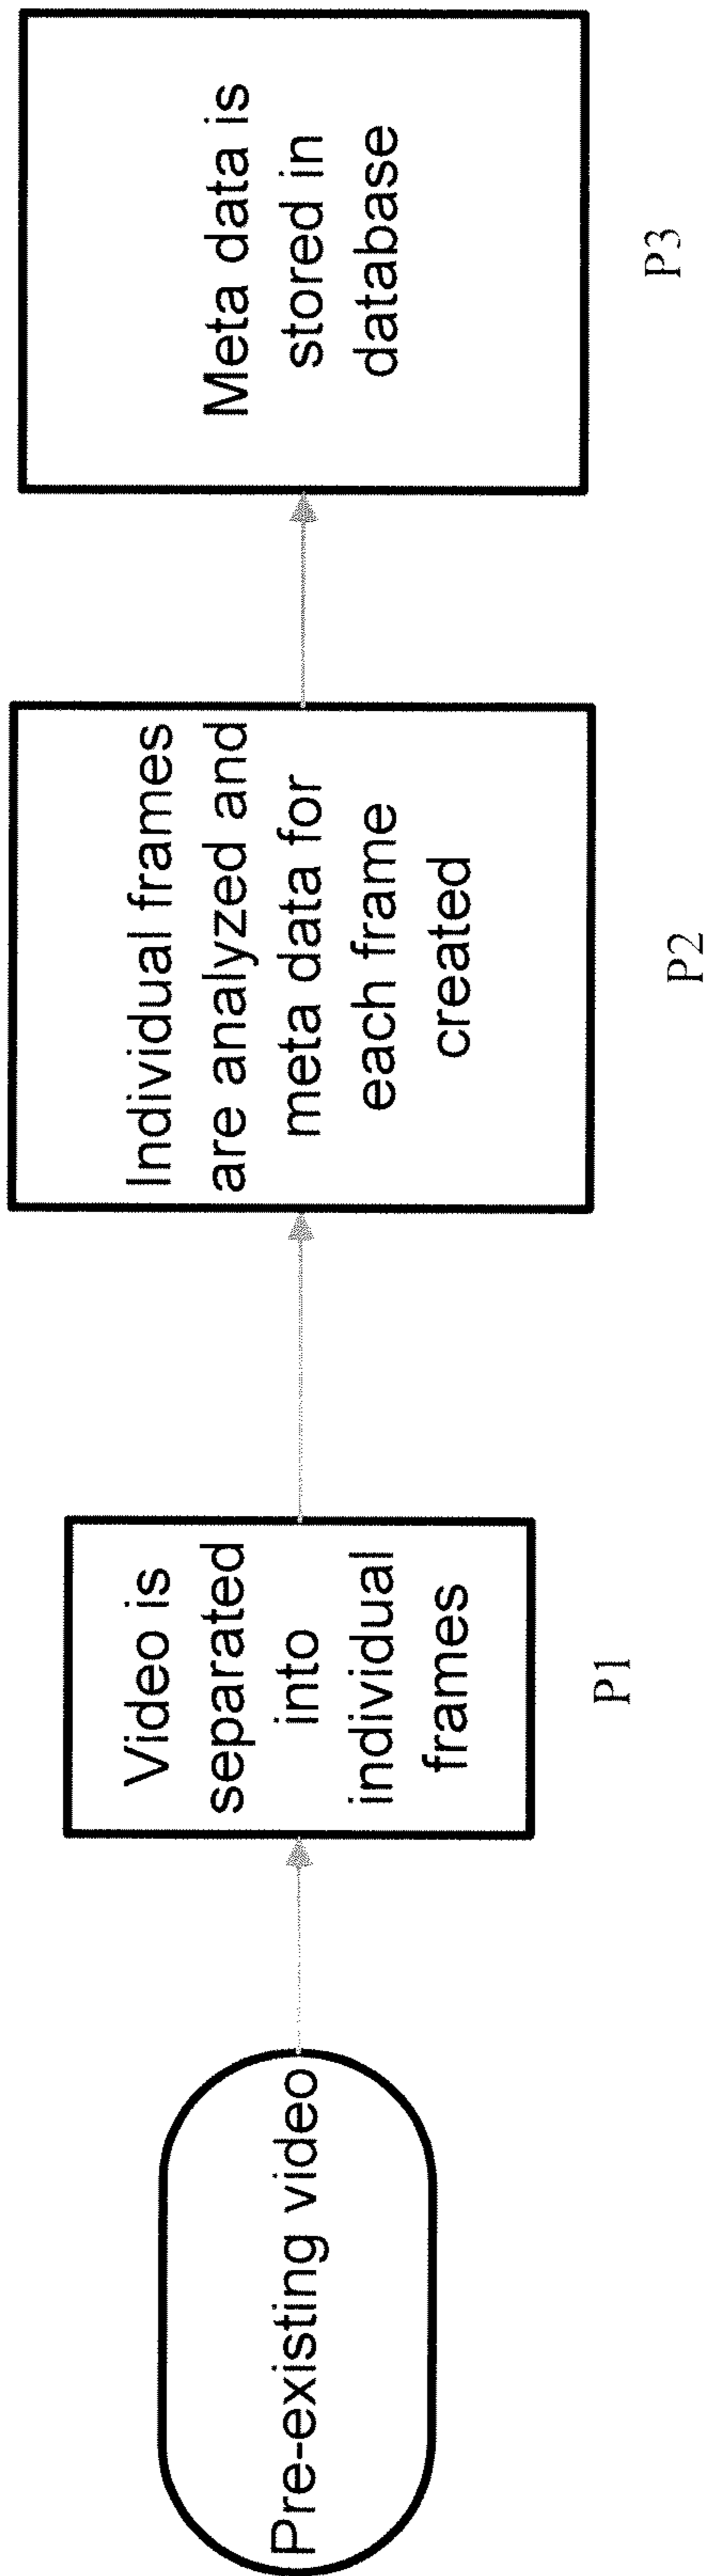 Pre-existing video
Video is
separated
into
individual
frames
P1
Individual frames
are analyzed and
meta data for
each frame
created
P2
Meta data is
stored in
database
P3